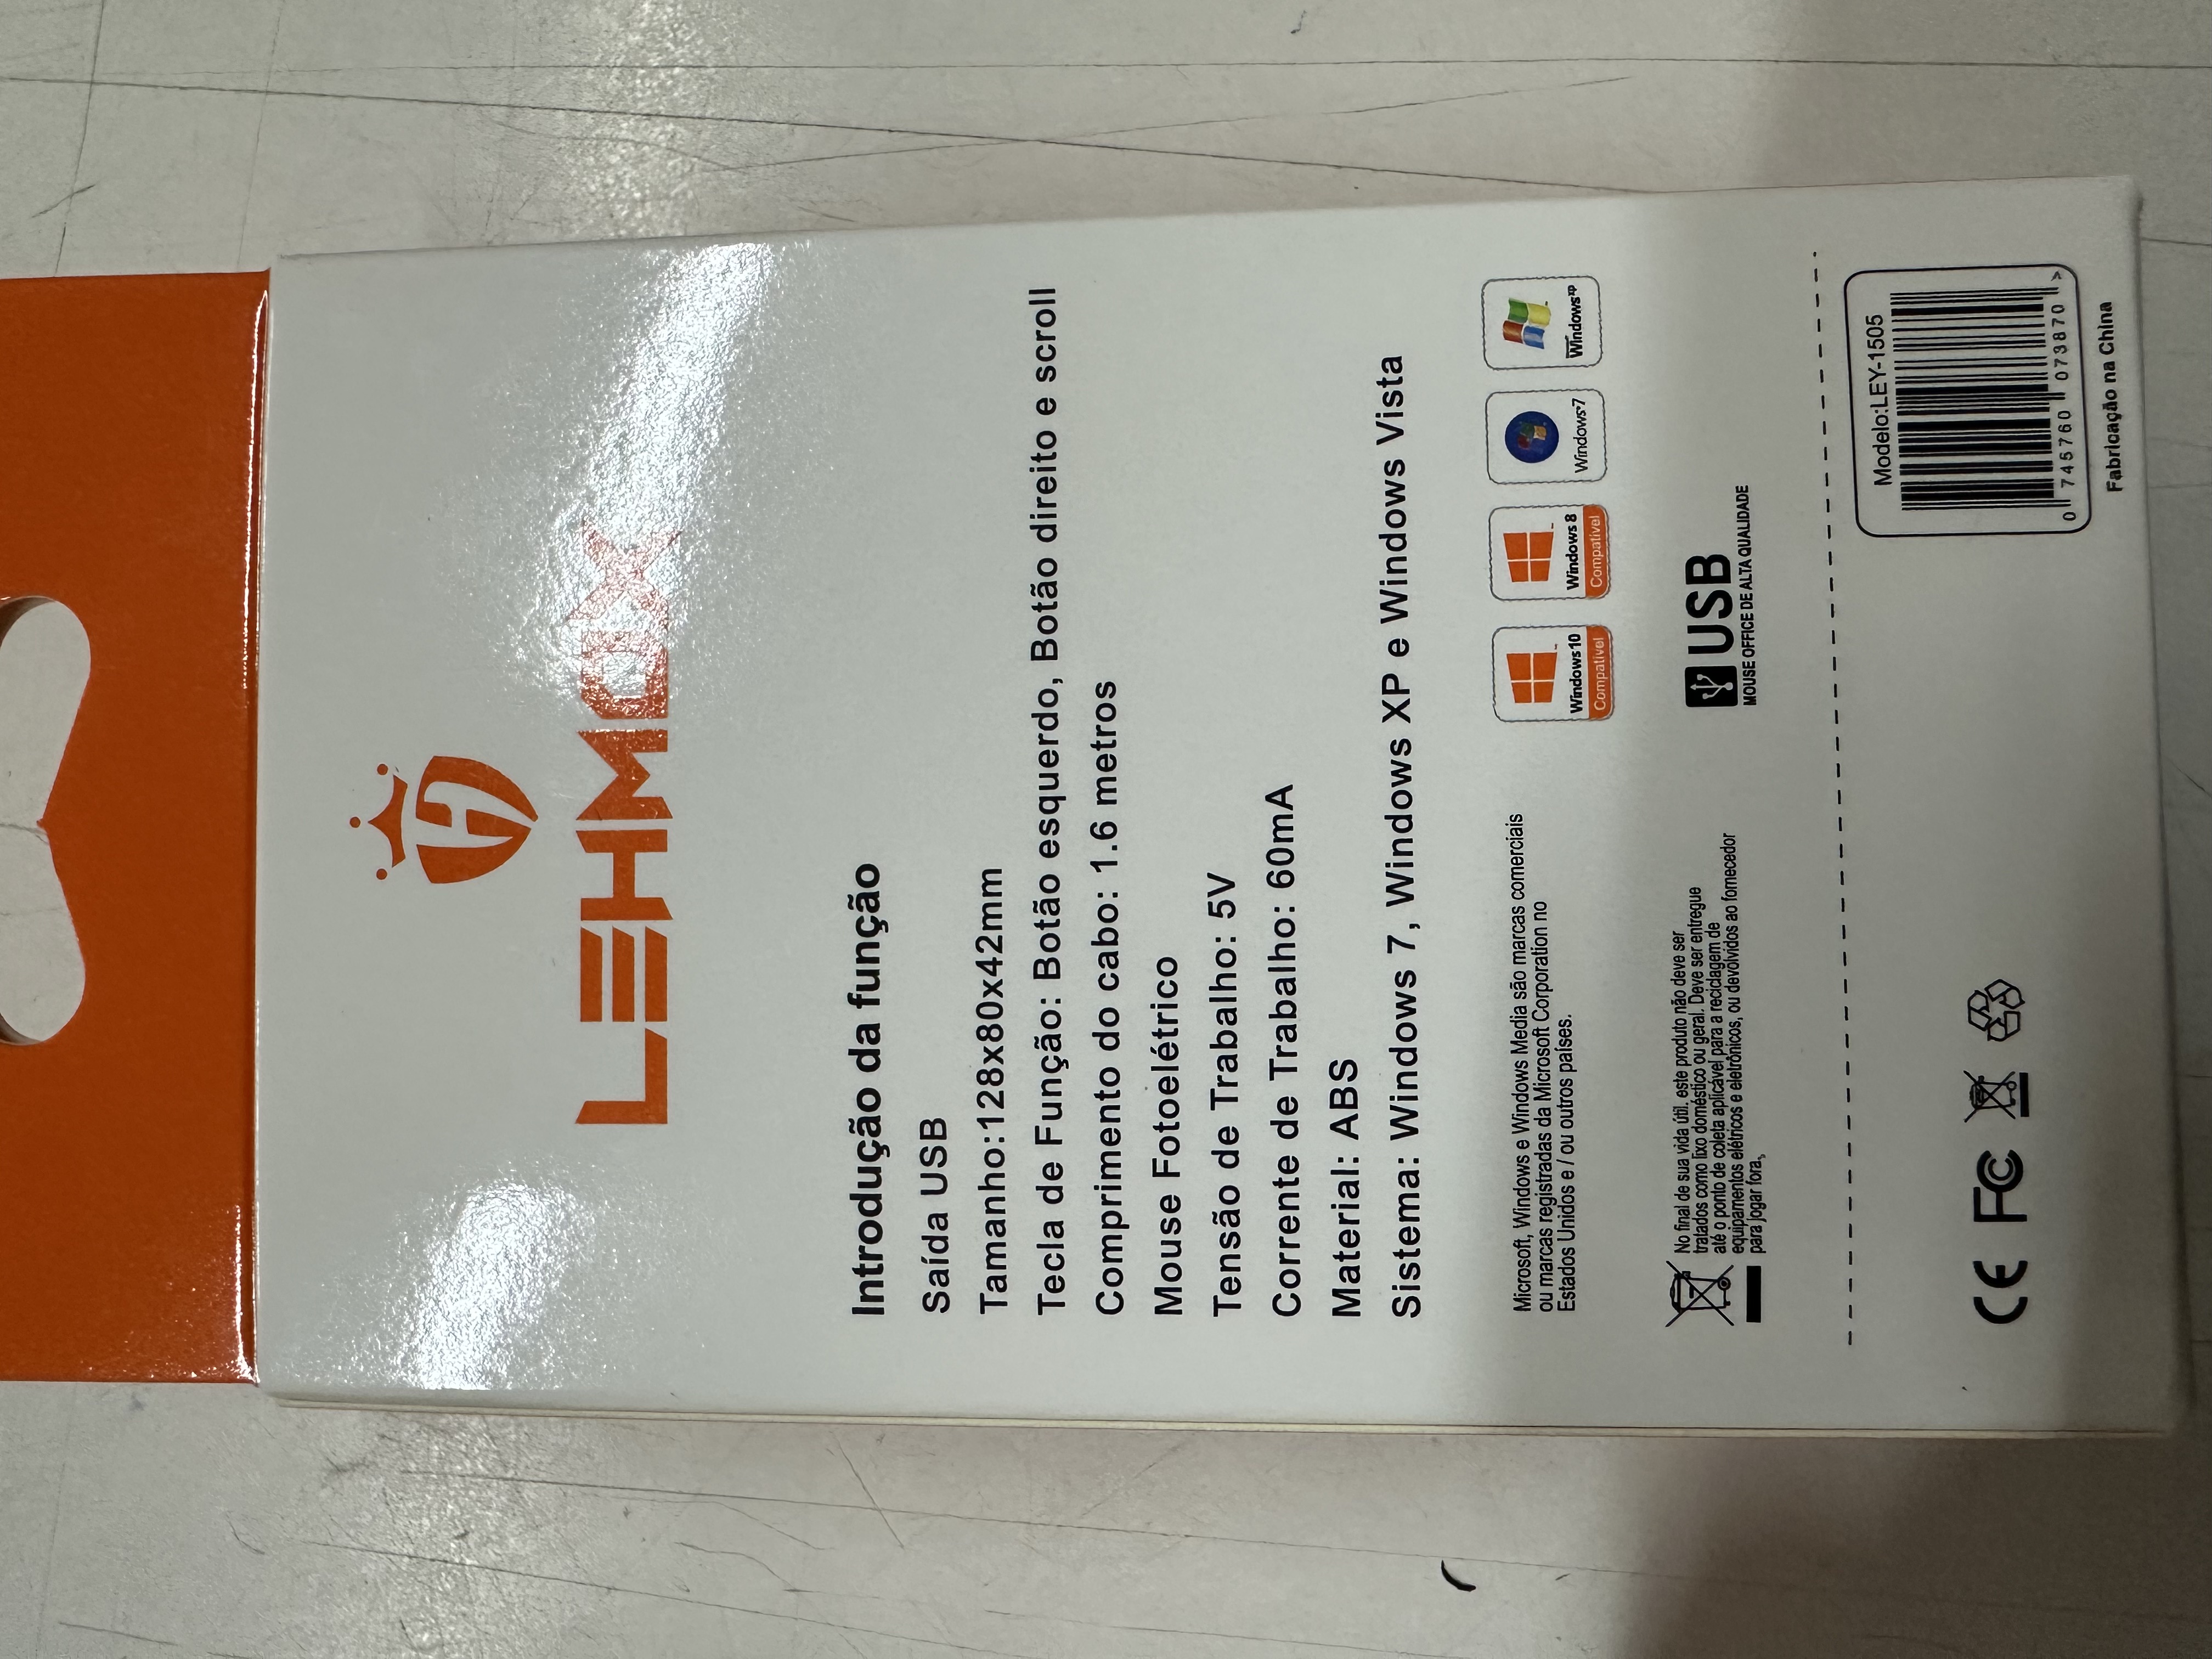 LEHMOX
Introdução da função
Saída USB
Tamanho:128x80x42mm
Tecla de Função: Botão esquerdo, Botão direito e scroll
Comprimento do cabo: 1.6 metros
Mouse Fotoelétrico
Tensão de Trabalho: 5V
Corrente de Trabalho: 60mA
Material: ABS
Sistema: Windows 7, Windows XP e Windows Vista
Microsoft, Windows e Windows Media são marcas comerciais
ou marcas registradas da Microsoft Corporation no
Estados Unidos e / ou outros países.
Windows 10
Compatível
Windows 8
Compatível
Windows 7
Windows xp
No final de sua vida útil, este produto não deve ser
tratados como lixo doméstico ou geral. Deve ser entregue
até o ponto de coleta aplicável para a reciclagem de
equipamentos elétricos e eletrônicos, ou devolvidos ao fornecedor
para jogar fora.
USB
MOUSE OFFICE DE ALTA QUALIDADE
CE FC
Modelo:LEY-1505
0 745760 073870 >
Fabricação na China